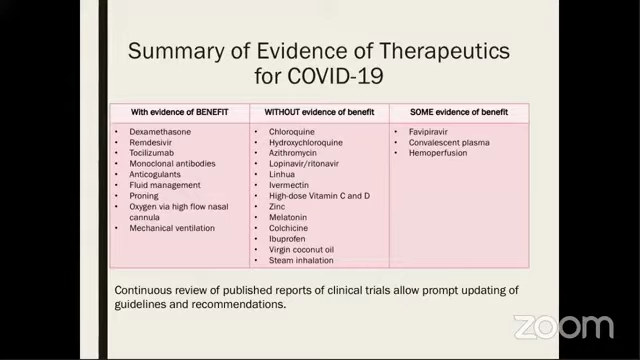 Summary of Evidence of Therapeutics
for COVID-19
With evidence of BENEFIT
WITHOUT evidence of benefit
SOME evidence of benefit
• Dexamethasone
• Remdesivir
• Tocilizumab
• Monoclonal antibodies
• Anticogulants
• Fluid management
• Proning
• Oxygen via high flow nasal
cannula
• Mechanical ventilation
• Chloroquine
• Hydroxychloroquine
• Azithromycin
• Lopinavir/ritonavir
• Linhua
• Ivermectin
• High-dose Vitamin C and D
• Zinc
• Melatonin
• Colchicine
• Ibuprofen
• Virgin coconut oil
• Steam inhalation
• Favipiravir
• Convalescent plasma
• Hemoperfusion
Continuous review of published reports of clinical trials allow prompt updating of
guidelines and recommendations.
zoom